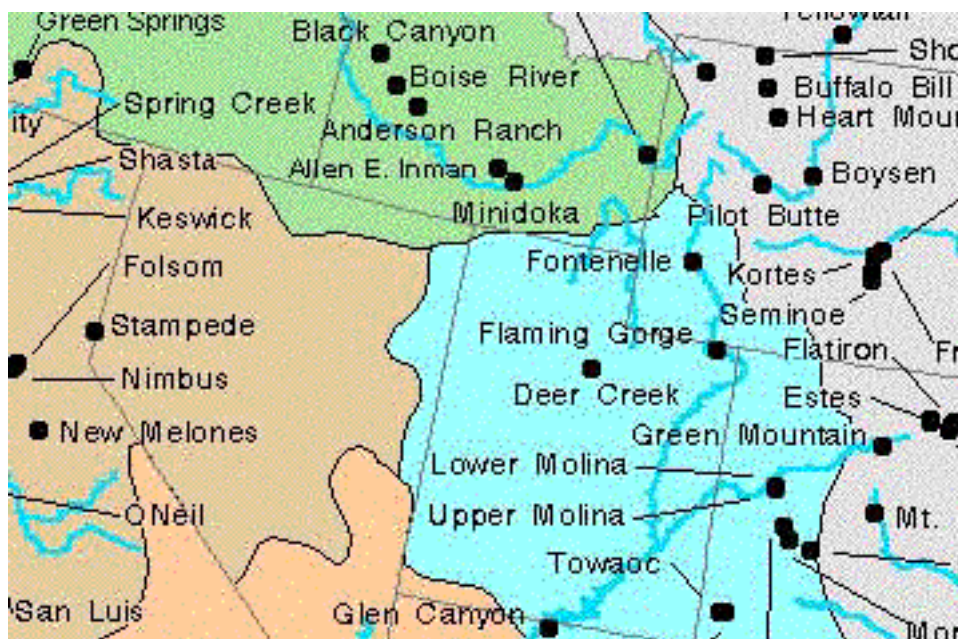 Green Springs
Black Canyon
Boise River
Buffalo Bill
Spring Creek
Anderson Ranch
Shasta
Allen E. Inman
Boysen
Keswick
Minidoka
Pilot Butte
Folsom
Fontenelle
Kortes
Seminoe
Stampede
Flaming Gorge
Flatiron
Nimbus
Deer Creek
Estes
New Melones
Green Mountain
Lower Molina
O'Neil
Upper Molina
Mt.
Towaoc
San Luis
Glen Canyon